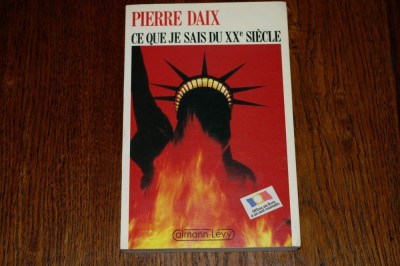 PIERRE DAIX
CE QUE JE SAIS DU XXe SIÈCLE
calmann-lévy